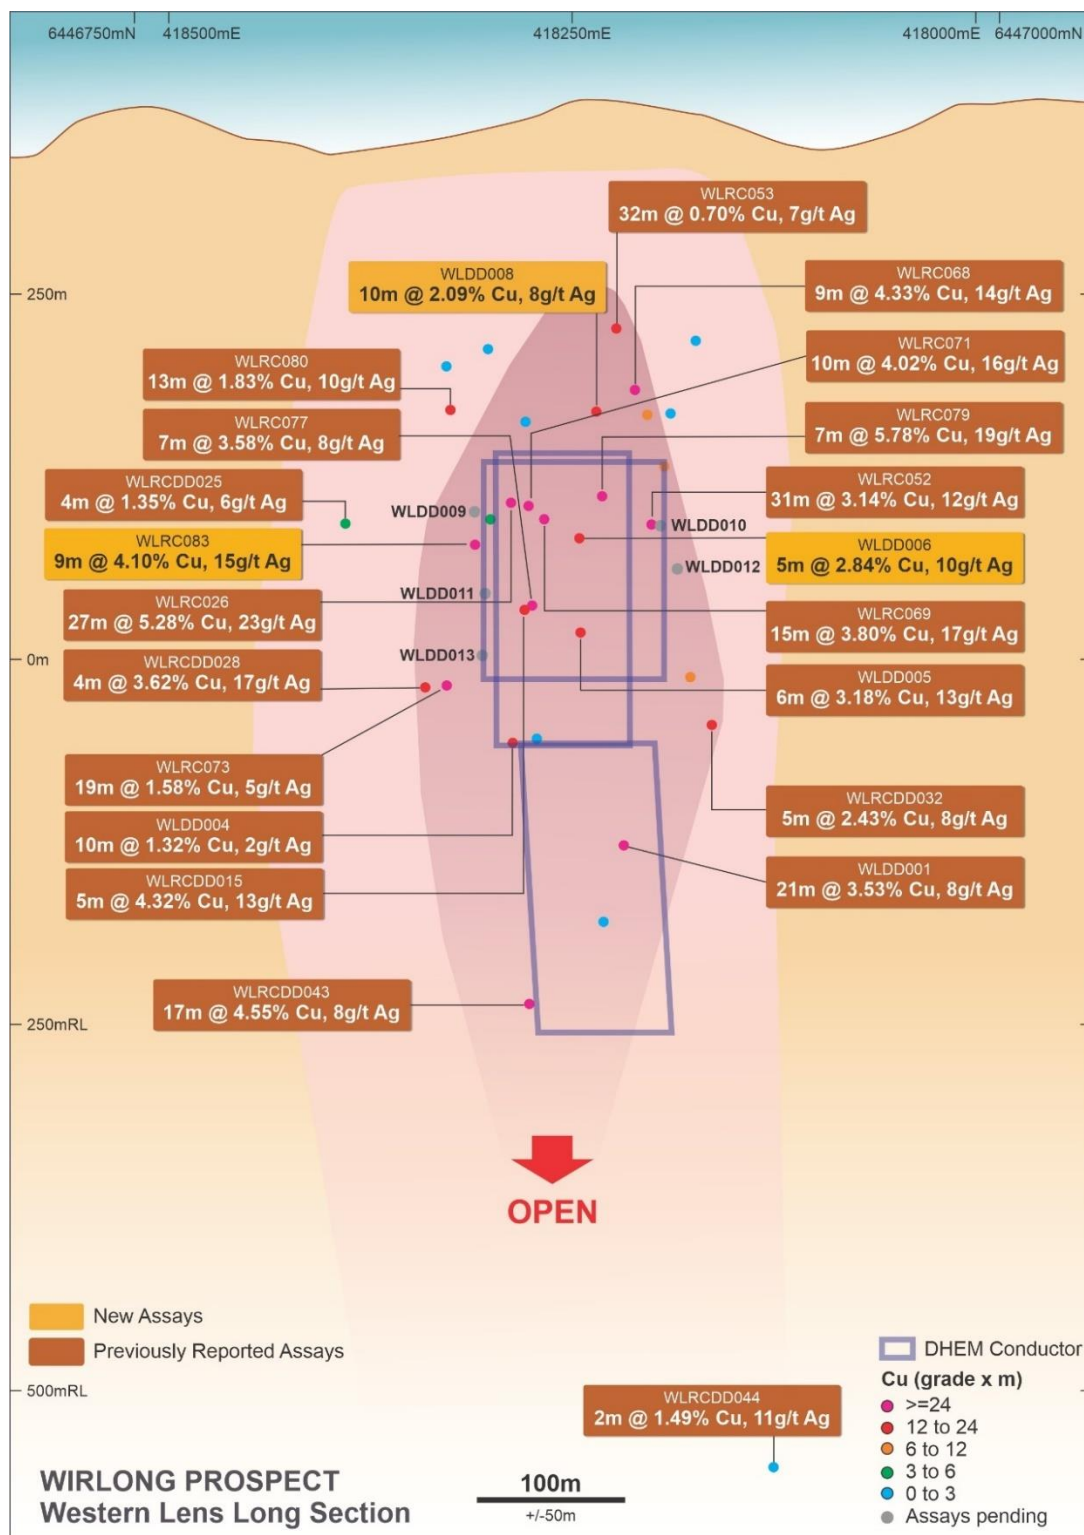 6446750mN
418500mE
418250mE
418000mE
6447000mN
WLRC053
32m @ 0.70% Cu, 7g/t Ag
WLDD008
10m @ 2.09% Cu, 8g/t Ag
WLRC068
9m @ 4.33% Cu, 14g/t Ag
250m
WLRC071
10m @ 4.02% Cu, 16g/t Ag
WLRC080
13m @ 1.83% Cu, 10g/t Ag
WLRC077
7m @ 3.58% Cu, 8g/t Ag
WLRC079
7m @ 5.78% Cu, 19g/t Ag
WLRCDD025
4m @ 1.35% Cu, 6g/t Ag
WLDD009
WLRC052
31m @ 3.14% Cu, 12g/t Ag
WLDD010
WLRC083
9m @ 4.10% Cu, 15g/t Ag
WLDD006
5m @ 2.84% Cu, 10g/t Ag
WLDD012
WLDD011
WLRC026
27m @ 5.28% Cu, 23g/t Ag
WLRC069
15m @ 3.80% Cu, 17g/t Ag
0m
WLDD013
WLRCDD028
4m @ 3.62% Cu, 17g/t Ag
WLDD005
6m @ 3.18% Cu, 13g/t Ag
WLRC073
19m @ 1.58% Cu, 5g/t Ag
WLRCDD032
5m @ 2.43% Cu, 8g/t Ag
WLDD004
10m @ 1.32% Cu, 2g/t Ag
WLRCDD015
5m @ 4.32% Cu, 13g/t Ag
WLDD001
21m @ 3.53% Cu, 8g/t Ag
WLRCDD043
17m @ 4.55% Cu, 8g/t Ag
250mRL
OPEN
New Assays
Previously Reported Assays
500mRL
WLRCDD044
2m @ 1.49% Cu, 11g/t Ag
DHEM Conductor
Cu (grade x m)
>=24
12 to 24
6 to 12
3 to 6
0 to 3
Assays pending
WIRLONG PROSPECT
Western Lens Long Section
100m
+/-50m